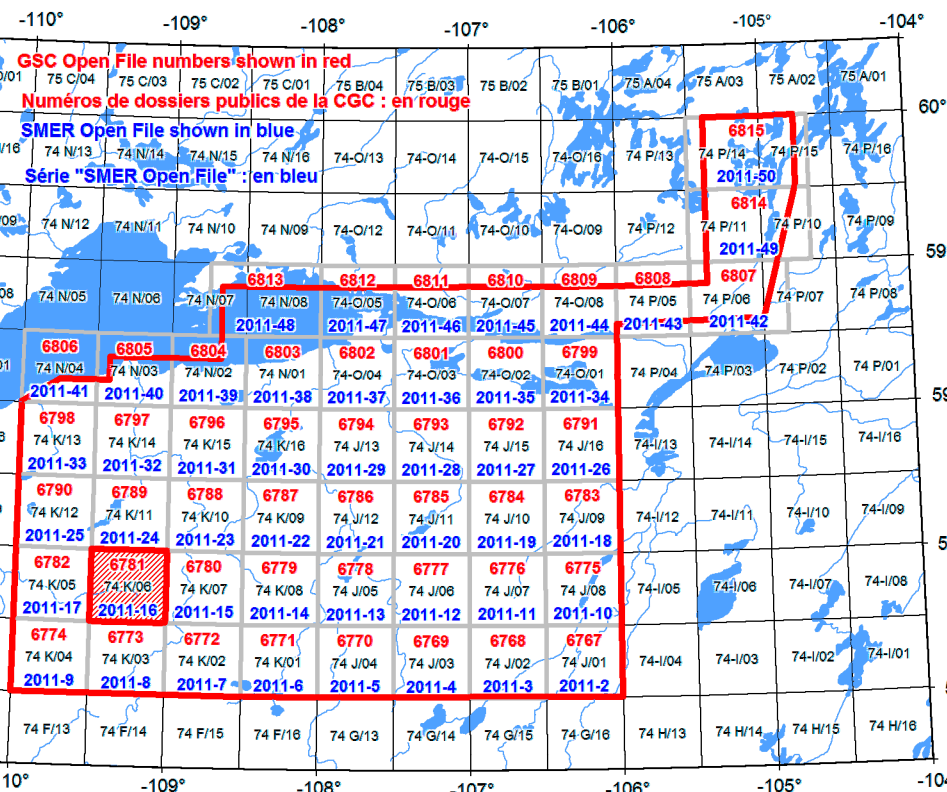 -110° -109° -108° -107° -106° -105° -104°
GSC Open File numbers shown in red
/01 75 C/04 75 C/03 75 C/02 75 C/01 75 B/04 75 B/03 75 B/02 75 B/01 75 A/04 75 A/03 75 A/02 75 A/01
Numéros de dossiers publics de la CGC : en rouge
60°
SMER Open File shown in blue
6815
/16 74 N/13 74 N/14 74 N/15 74 N/16 74-O/13 74-O/14 74-O/15 74-O/16 74 P/13 74 P/14 74 P/15 74 P/16
Série "SMER Open File" : en bleu
2011-50
6814
/09 74 N/12 74 N/11 74 N/10 74 N/09 74-O/12 74-O/11 74-O/10 74-O/09 74 P/12 74 P/11 74 P/10 74 P/09
2011-49
59
6813 6812 6811 6810 6809 6808 6807
08 74 N/05 74 N/06 74 N/07 74 N/08 74-O/05 74-O/06 74-O/07 74-O/08 74 P/05 74 P/06 74 P/07 74 P/08
2011-48 2011-47 2011-46 2011-45 2011-44 2011-43 2011-42
6806 6805 6804 6803 6802 6801 6800 6799
01 74 N/04 74 N/03 74 N/02 74 N/01 74-O/04 74-O/03 74-O/02 74-O/01 74 P/04 74 P/03 74 P/02 74 P/01
2011-41 2011-40 2011-39 2011-38 2011-37 2011-36 2011-35 2011-34
59
6798 6797 6796 6795 6794 6793 6792 6791
74 K/13 74 K/14 74 K/15 74 K/16 74 J/13 74 J/14 74 J/15 74 J/16 74-I/13 74-I/14 74-I/15 74-I/16
2011-33 2011-32 2011-31 2011-30 2011-29 2011-28 2011-27 2011-26
6790 6789 6788 6787 6786 6785 6784 6783
74 K/12 74 K/11 74 K/10 74 K/09 74 J/12 74 J/11 74 J/10 74 J/09 74-I/12 74-I/11 74-I/10 74-I/09
2011-25 2011-24 2011-23 2011-22 2011-21 2011-20 2011-19 2011-18
5
6782 6781 6780 6779 6778 6777 6776 6775
74 K/05 74 K/06 74 K/07 74 K/08 74 J/05 74 J/06 74 J/07 74 J/08 74-I/05 74-I/06 74-I/07 74-I/08
2011-17 2011-16 2011-15 2011-14 2011-13 2011-12 2011-11 2011-10
6774 6773 6772 6771 6770 6769 6768 6767
74 K/04 74 K/03 74 K/02 74 K/01 74 J/04 74 J/03 74 J/02 74 J/01 74-I/04 74-I/03 74-I/02 74-I/01
2011-9 2011-8 2011-7 2011-6 2011-5 2011-4 2011-3 2011-2
74 F/13 74 F/14 74 F/15 74 F/16 74 G/13 74 G/14 74 G/15 74 G/16 74 H/13 74 H/14 74 H/15 74 H/16
10° -109° -108° -107° -106° -105° -104